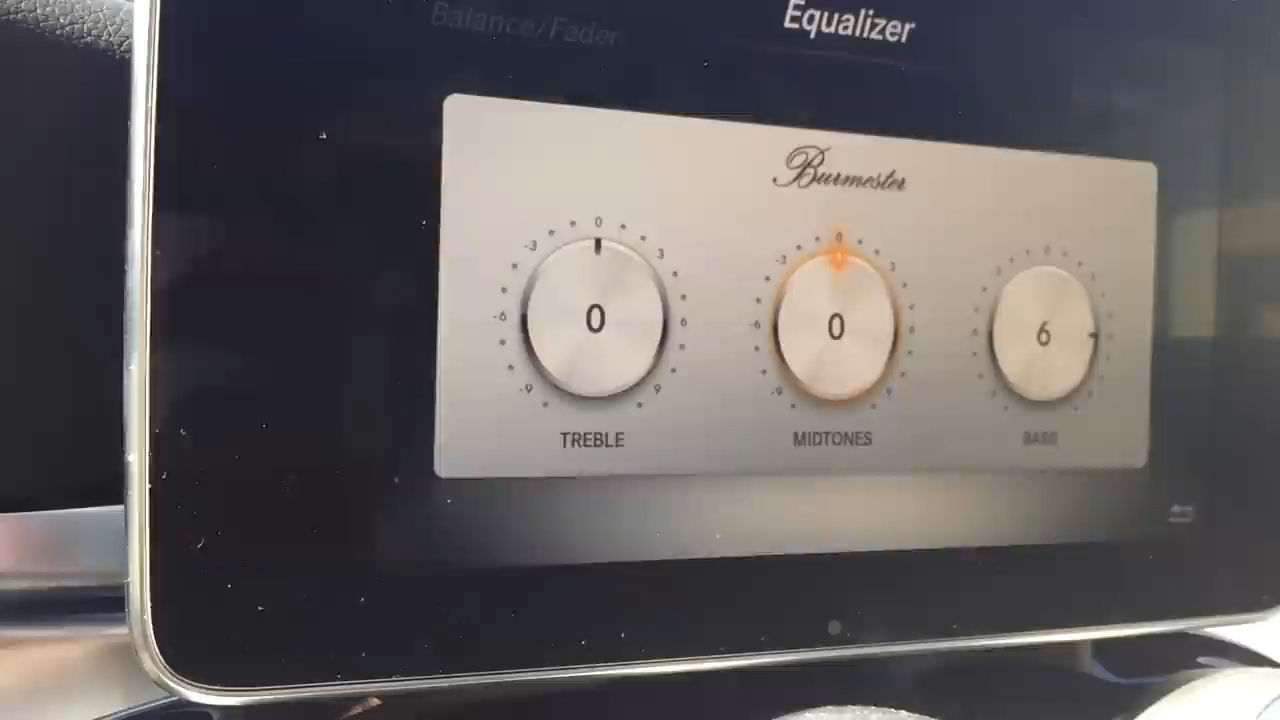 Balance/Fader
Equalizer
Burmester
0
-3
3
-6
6
-9
9
0
TREBLE
0
-3
3
-6
-9
9
0
MIDTONES
6
BASS